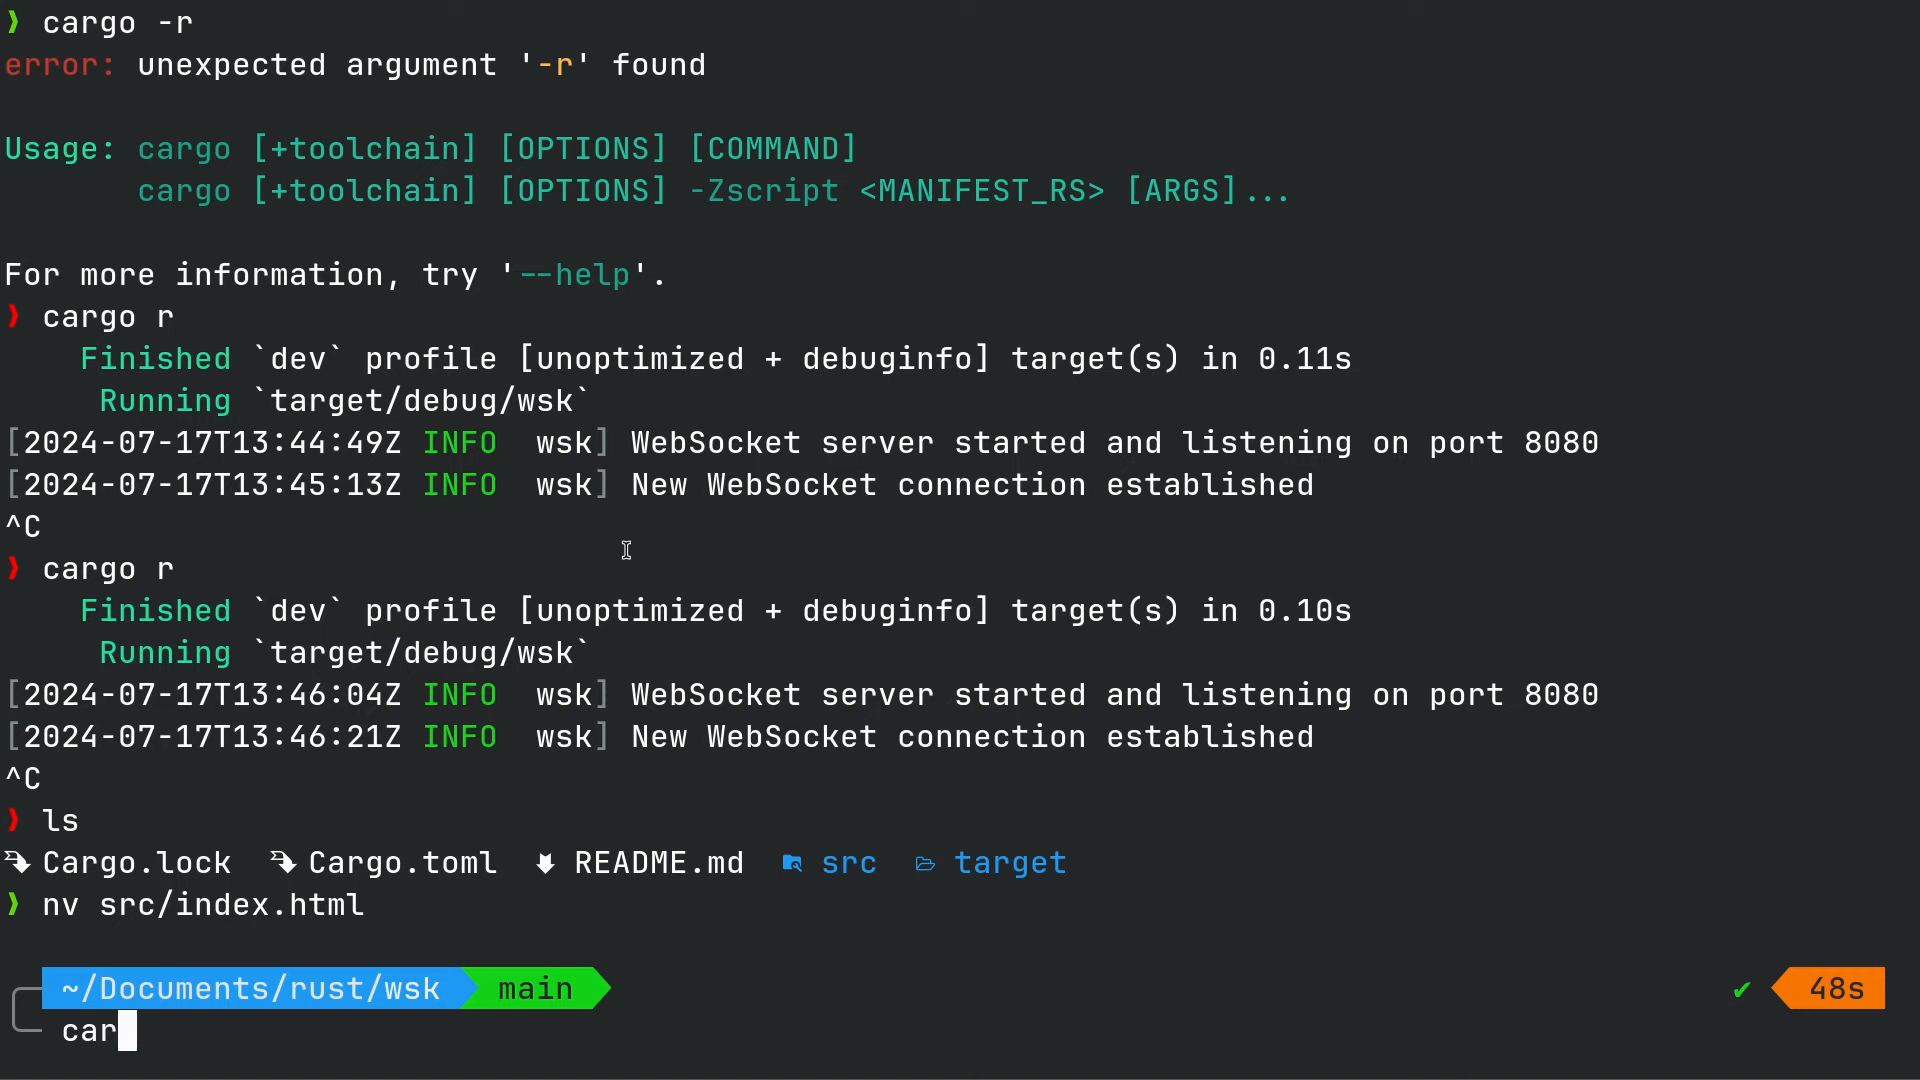 ❯ cargo -r
error: unexpected argument '-r' found
Usage: cargo [+toolchain] [OPTIONS] [COMMAND]
cargo [+toolchain] [OPTIONS] -Zscript <MANIFEST_RS> [ARGS]...
For more information, try '--help'.
❯ cargo r
Finished `dev` profile [unoptimized + debuginfo] target(s) in 0.11s
Running `target/debug/wsk`
[2024-07-17T13:44:49Z INFO  wsk] WebSocket server started and listening on port 8080
[2024-07-17T13:45:13Z INFO  wsk] New WebSocket connection established
^C
❯ cargo r
Finished `dev` profile [unoptimized + debuginfo] target(s) in 0.10s
Running `target/debug/wsk`
[2024-07-17T13:46:04Z INFO  wsk] WebSocket server started and listening on port 8080
[2024-07-17T13:46:21Z INFO  wsk] New WebSocket connection established
^C
❯ ls
Cargo.lock  Cargo.toml  README.md  src  target
❯ nv src/index.html
~/Documents/rust/wsk  main  ✔  48s
car